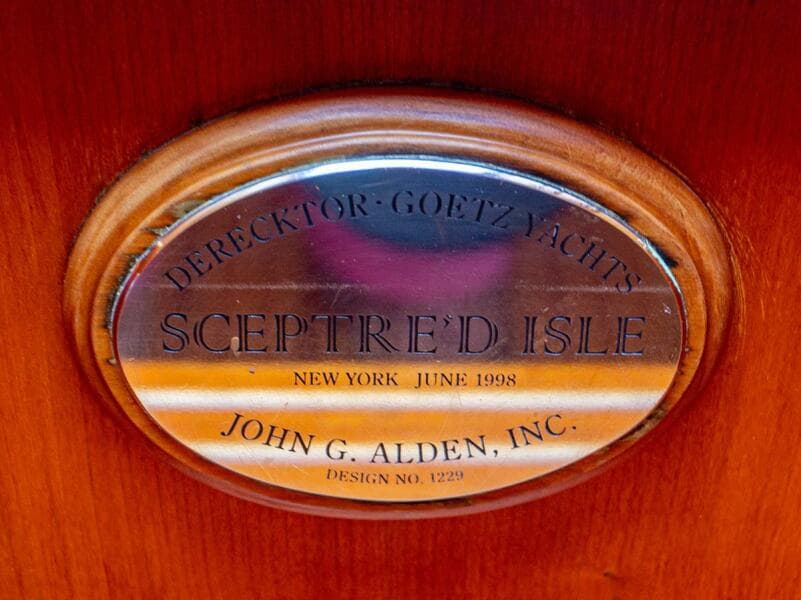 DERECKTOR · GOETZ YACHTS
SCEPTRE'D ISLE
NEW YORK JUNE 1998
JOHN G. ALDEN, INC.
DESIGN NO. 1229